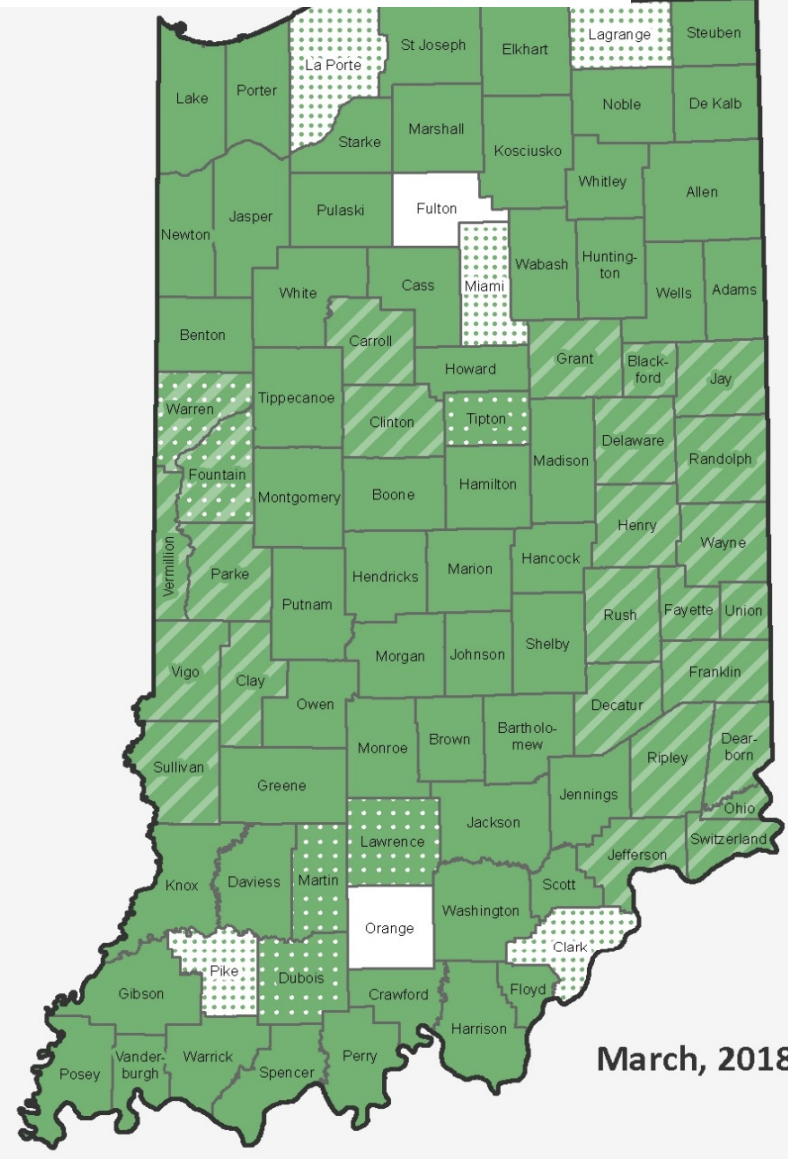 La Porte
St Joseph
Elkhart
Lagrange
Steuben
Lake
Porter
Starke
Marshall
Kosciusko
Noble
De Kalb
Whitley
Allen
Newton
Jasper
Pulaski
Fulton
Miami
Wabash
Hunting-
ton
Wells
Adams
White
Cass
Benton
Carroll
Howard
Grant
Black-
ford
Jay
Warren
Tippecanoe
Clinton
Tipton
Madison
Delaware
Randolph
Fountain
Montgomery
Boone
Hamilton
Henry
Wayne
Vermillion
Parke
Putnam
Hendricks
Marion
Hancock
Rush
Fayette
Union
Vigo
Clay
Owen
Morgan
Johnson
Shelby
Franklin
Decatur
Sullivan
Greene
Monroe
Brown
Bartholo-
mew
Ripley
Dear-
born
Jennings
Ohio
Switzerland
Jefferson
Knox
Daviess
Martin
Lawrence
Jackson
Scott
Washington
Orange
Clark
Pike
Dubois
Gibson
Crawford
Floyd
Harrison
Posey
Vander-
burgh
Warrick
Spencer
Perry
March, 2018